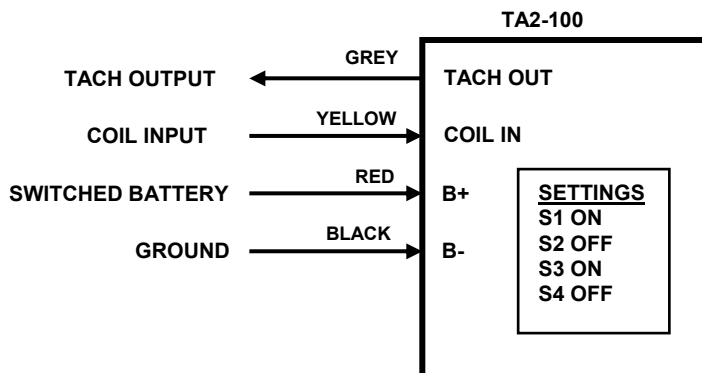 TA2-100
GREY
TACH OUTPUT
TACH OUT
YELLOW
COIL INPUT
COIL IN
RED
SWITCHED BATTERY
B+
BLACK
GROUND
B-
SETTINGS
S1 ON
S2 OFF
S3 ON
S4 OFF